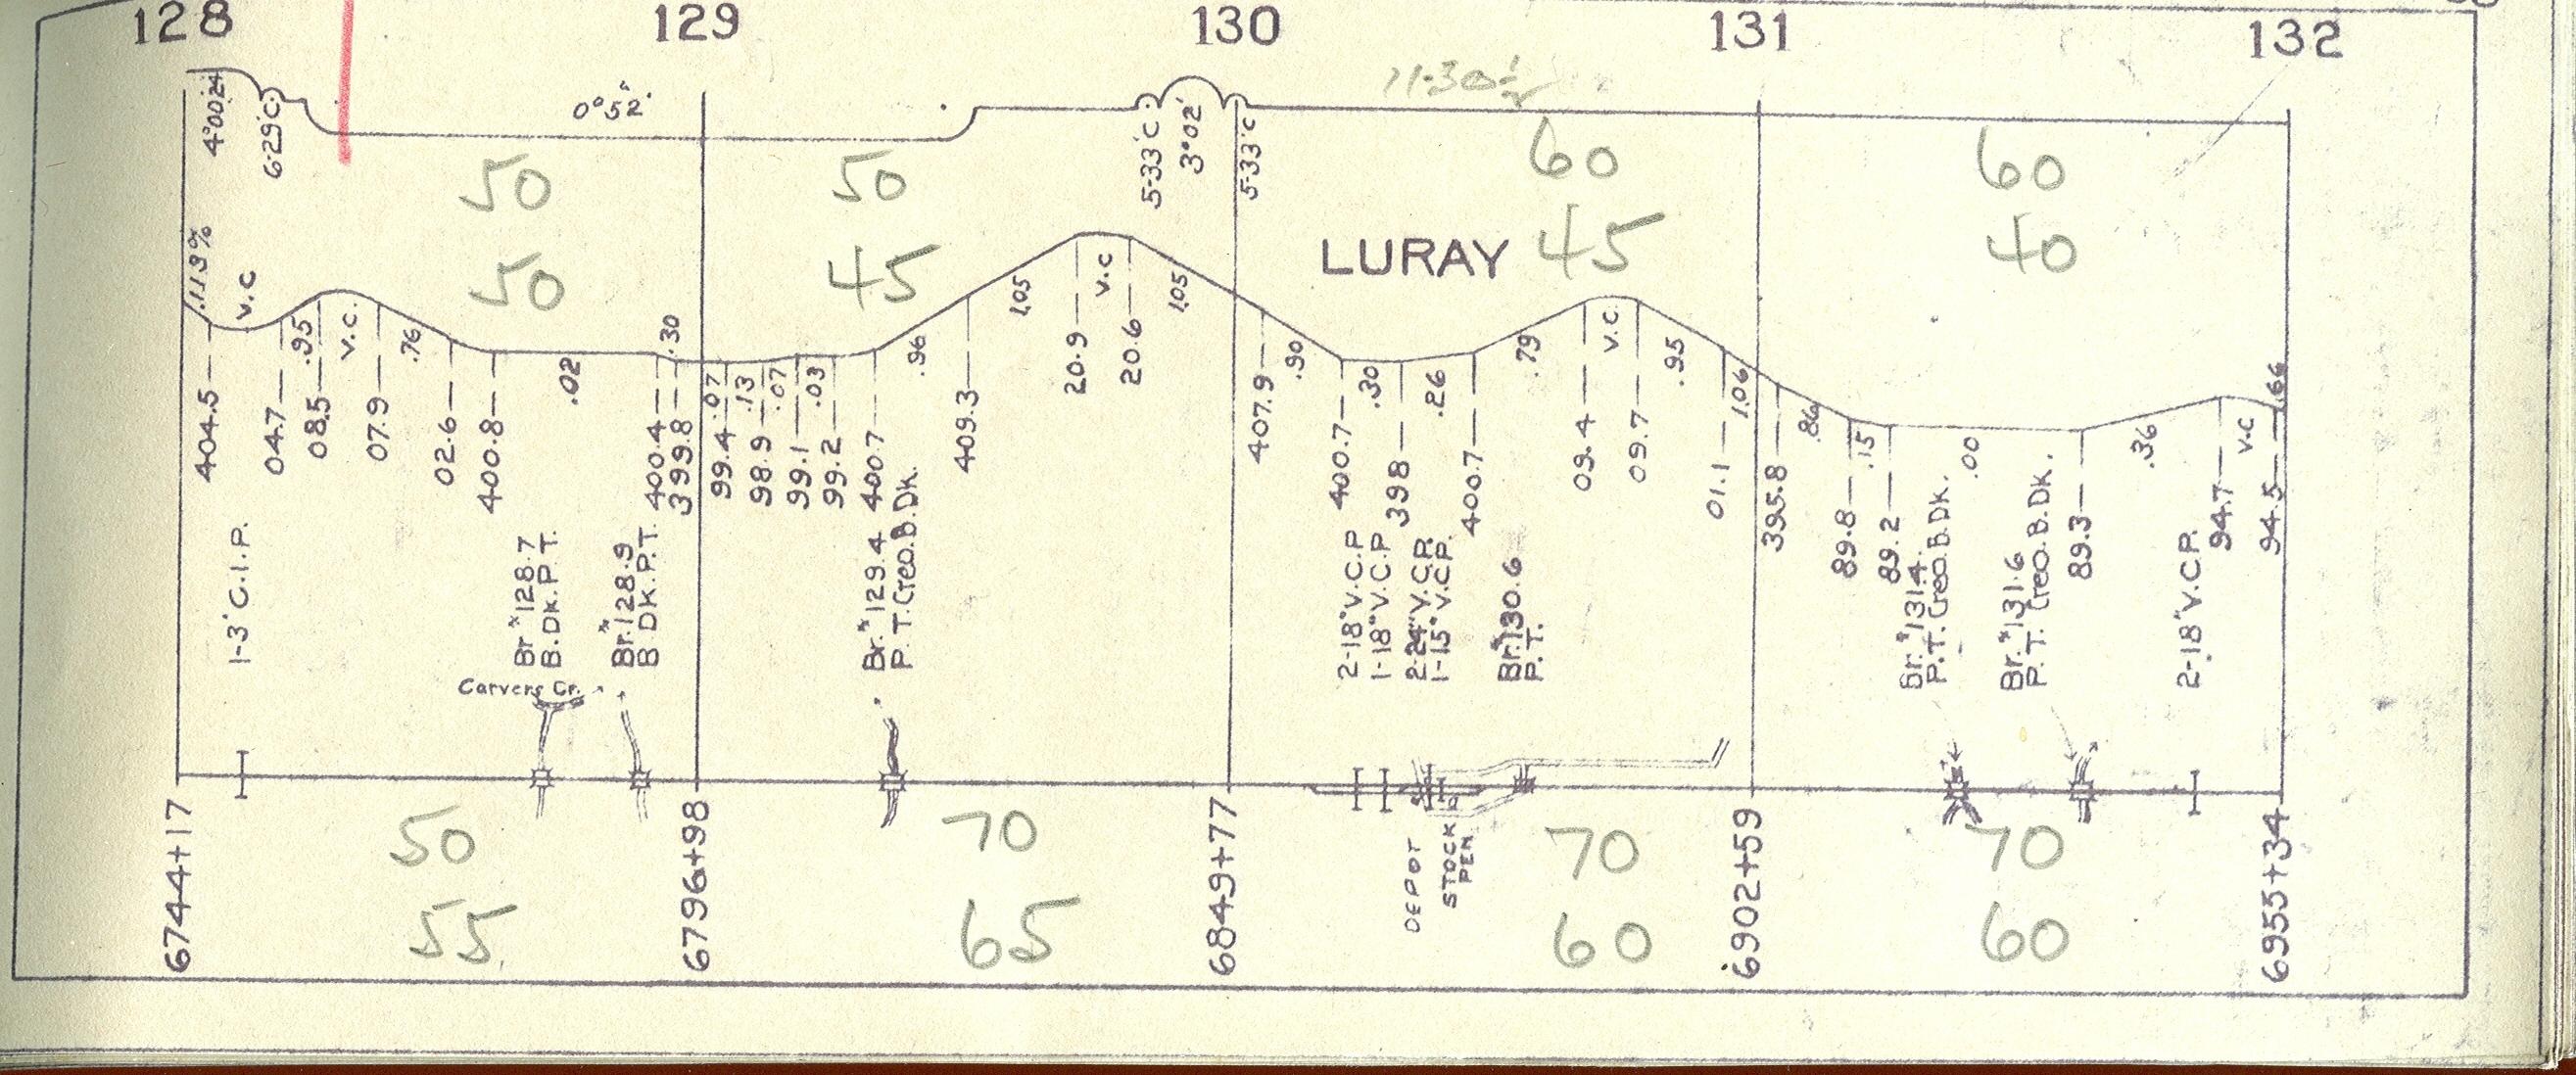 128 129 130 131 132
11.30½
4°00'24"
6.29'C
0°52'
5.33'C
3°02'
5.33'C
50 50 60 60
50 45 LURAY 45 40
.113%
V.C
.95
V.C.
.76
.02
.30
.07
.13
.07
.03
.96
1.05
V.C
1.05
.90
.30
.26
.79
V.C.
.95
1.06
.86
.15
.00
.36
V.C
.66
404.5
04.7
08.5
07.9
02.6
400.8
400.4
399.8
99.4
98.9
99.1
99.2
400.7
409.3
20.9
20.6
407.9
400.7
398
400.7
09.4
09.7
01.1
395.8
89.8
89.2
89.3
94.7
94.5
1-3' C.I.P.
Br. 128.7
B.DK.P.T.
Br. 128.9
B.DK.P.T.
Br. 129.4
P.T. Creo. B. Dk.
2-18" V.C.P
1-18" V.C.P
2-24" V.C.P.
1-15" V.C.P.
Br. 130.6
P.T.
Br. 131.4
P.T. Creo. B. Dk.
Br. 131.6
P.T. Creo. B. Dk.
2-18" V.C.P.
Carvers Cr.
DEPOT
STOCK
PEN
6744+17
6796+98
6849+77
6902+59
6955+34
50 70 70 70
55 65 60 60